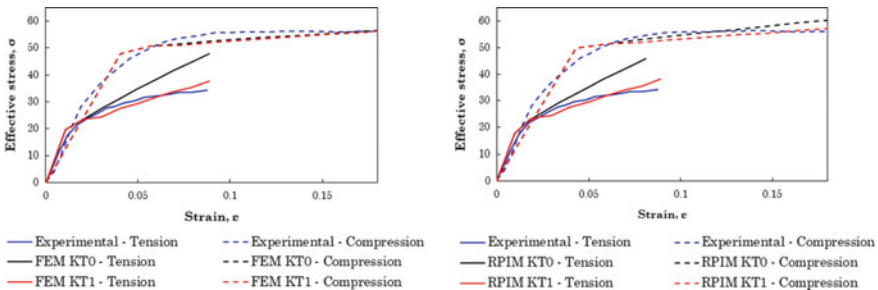 60
50
40
30
20
10
0
Effective stress, σ
0
0.05
0.1
0.15
Strain, ε
Experimental - Tension
Experimental - Compression
FEM KT0 - Tension
FEM KT0 - Compression
FEM KT1 - Tension
FEM KT1 - Compression
60
50
40
30
20
10
0
Effective stress, σ
0
0.05
0.1
0.15
Strain, ε
Experimental - Tension
Experimental - Compression
RPIM KT0 - Tension
RPIM KT0 - Compression
RPIM KT1 - Tension
RPIM KT1 - Compression